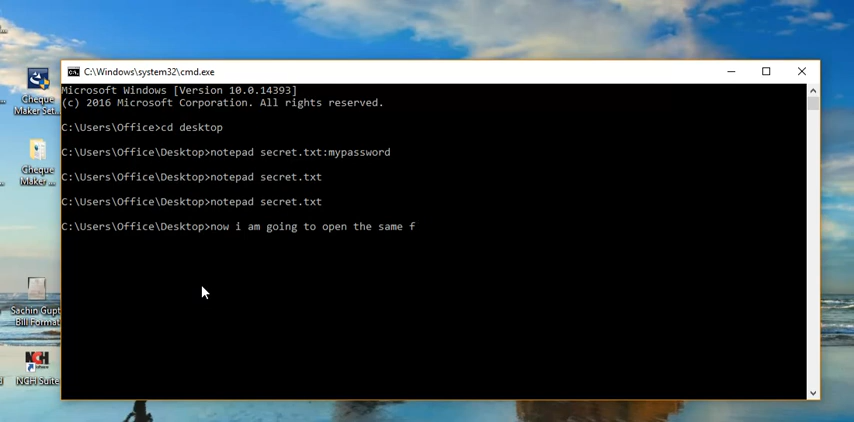 C:\Windows\system32\cmd.exe
Microsoft Windows [Version 10.0.14393]
(c) 2016 Microsoft Corporation. All rights reserved.
C:\Users\Office>cd desktop
C:\Users\Office\Desktop>notepad secret.txt:mypassword
C:\Users\Office\Desktop>notepad secret.txt
C:\Users\Office\Desktop>notepad secret.txt
C:\Users\Office\Desktop>now i am going to open the same f
Cheque
Maker Set...
Cheque
Maker ...
Sachin Gupt
Bill Format
NCH Suite